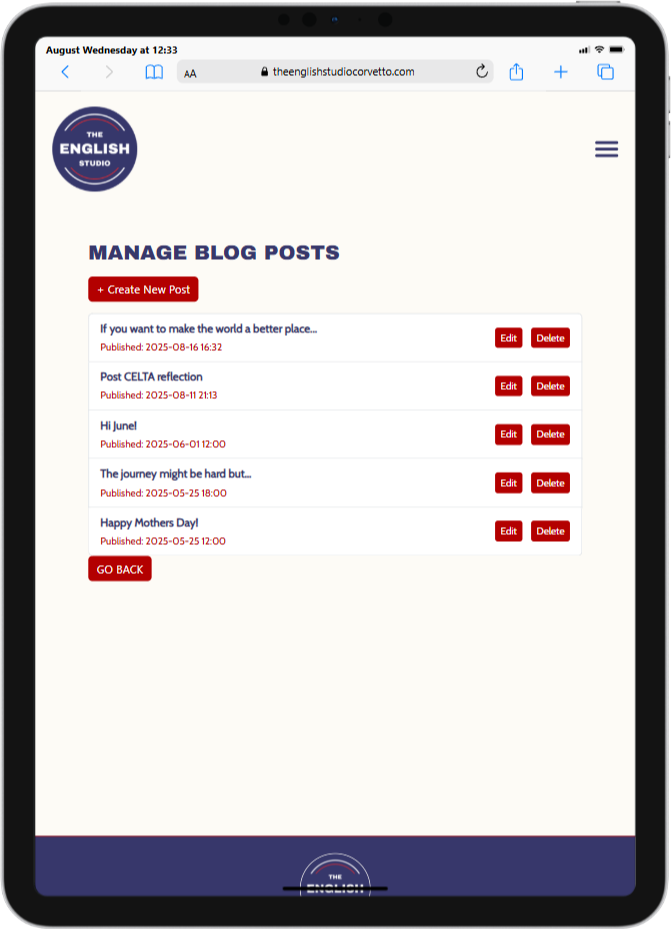 August Wednesday at 12:33
AA
theenglishstudiocorvetto.com
THE
ENGLISH
STUDIO
MANAGE BLOG POSTS
+ Create New Post
If you want to make the world a better place...
Published: 2025-08-16 16:32
Edit
Delete
Post CELTA reflection
Published: 2025-08-11 21:13
Edit
Delete
Hi June!
Published: 2025-06-01 12:00
Edit
Delete
The journey might be hard but...
Published: 2025-05-25 18:00
Edit
Delete
Happy Mothers Day!
Published: 2025-05-25 12:00
Edit
Delete
GO BACK
THE
ENGLISH